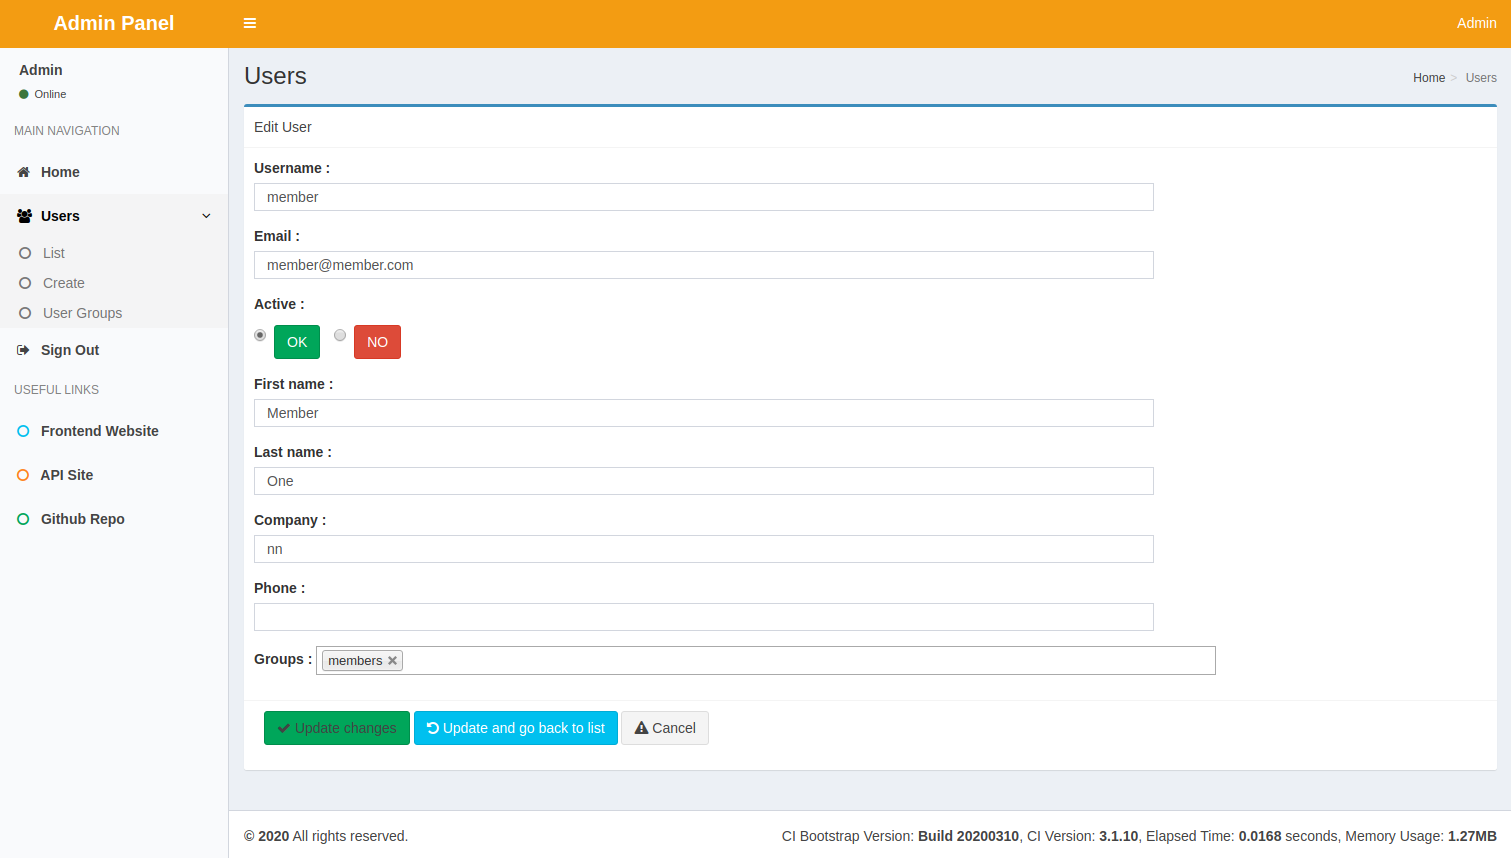 Admin Panel
Admin
Admin
Online
MAIN NAVIGATION
Home
Users
List
Create
User Groups
Sign Out
USEFUL LINKS
Frontend Website
API Site
Github Repo
Users
Home > Users
Edit User
Username :
member
Email :
member@member.com
Active :
OK NO
First name :
Member
Last name :
One
Company :
nn
Phone :
Groups : members
Update changes Update and go back to list Cancel
© 2020 All rights reserved.
CI Bootstrap Version: Build 20200310, CI Version: 3.1.10, Elapsed Time: 0.0168 seconds, Memory Usage: 1.27MB